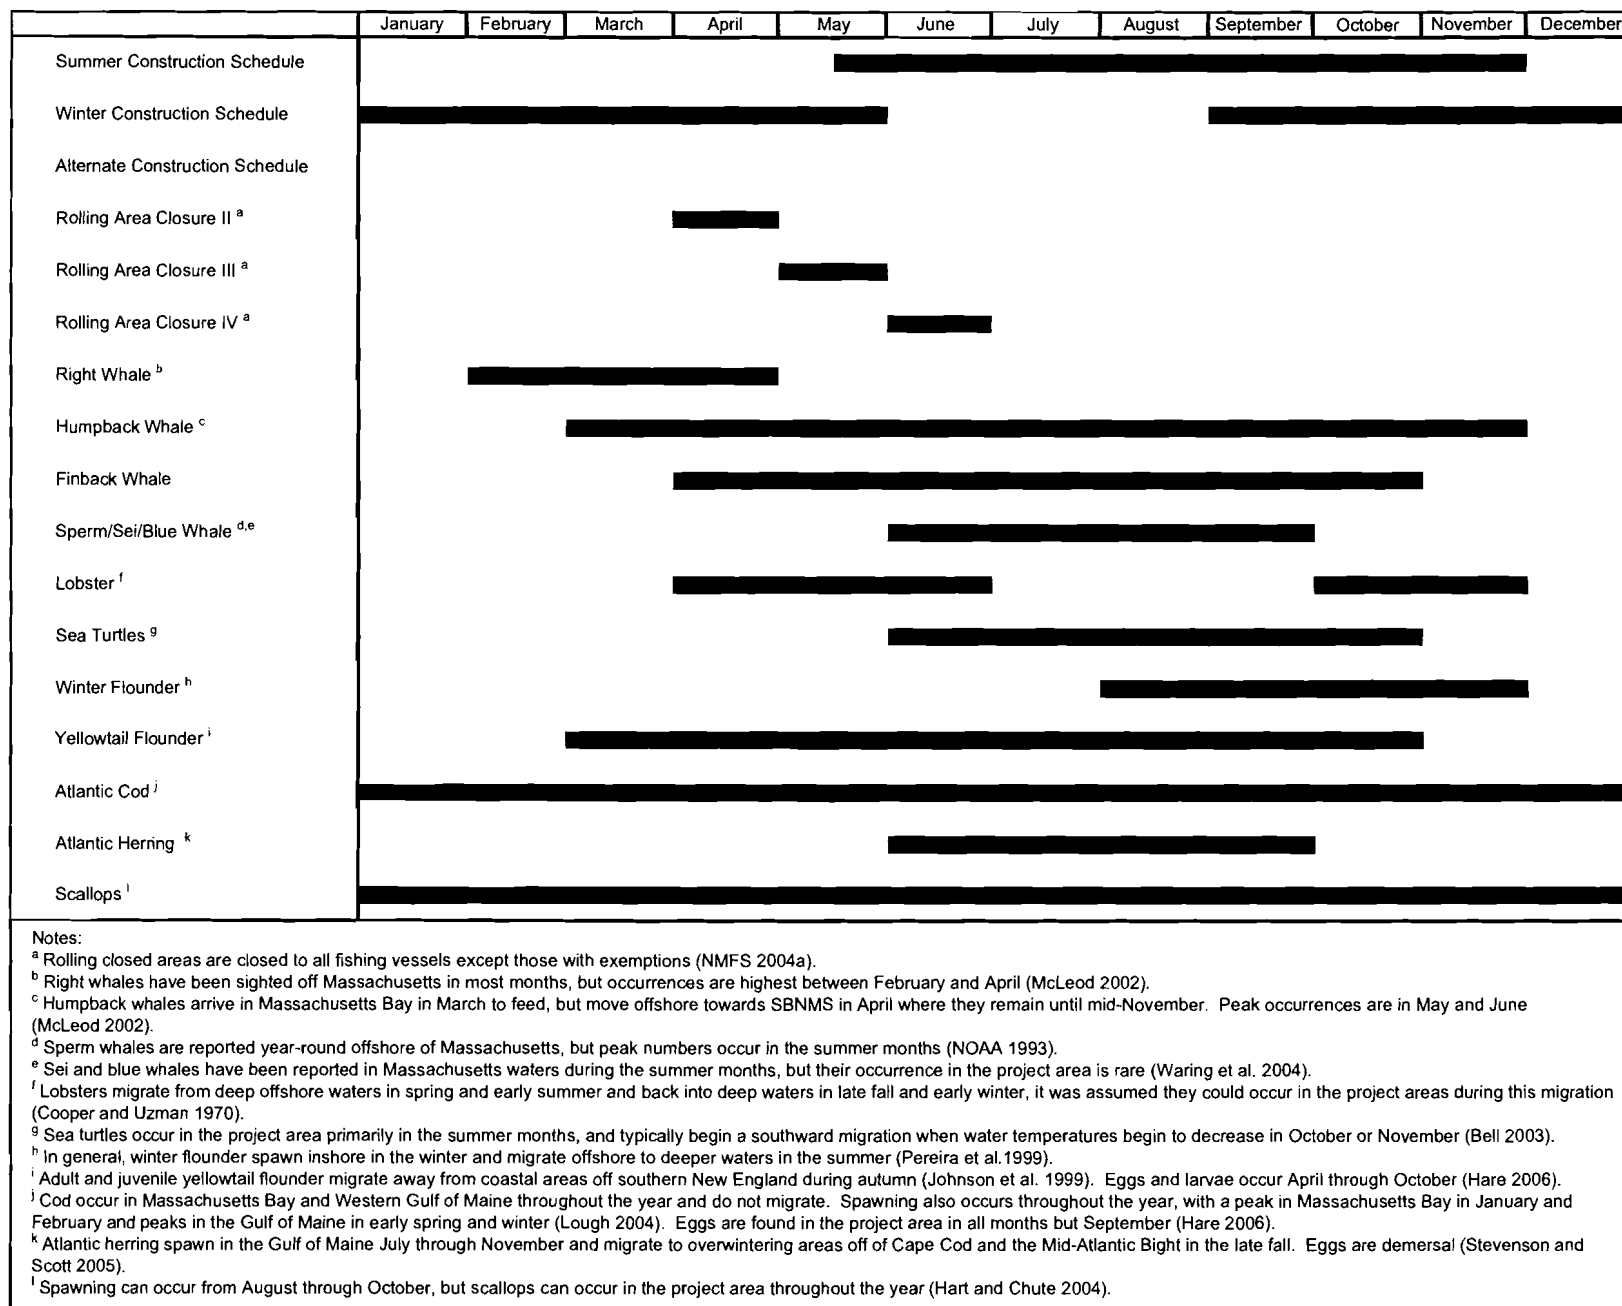 January February March April May June July August September October November December
Summer Construction Schedule
Winter Construction Schedule
Alternate Construction Schedule
Rolling Area Closure II a
Rolling Area Closure III a
Rolling Area Closure IV a
Right Whale b
Humpback Whale c
Finback Whale
Sperm/Sei/Blue Whale d,e
Lobster f
Sea Turtles g
Winter Flounder h
Yellowtail Flounder i
Atlantic Cod j
Atlantic Herring k
Scallops l
Notes:
a Rolling closed areas are closed to all fishing vessels except those with exemptions (NMFS 2004a).
b Right whales have been sighted off Massachusetts in most months, but occurrences are highest between February and April (McLeod 2002).
c Humpback whales arrive in Massachusetts Bay in March to feed, but move offshore towards SBNMS in April where they remain until mid-November. Peak occurrences are in May and June
(McLeod 2002).
d Sperm whales are reported year-round offshore of Massachusetts, but peak numbers occur in the summer months (NOAA 1993).
e Sei and blue whales have been reported in Massachusetts waters during the summer months, but their occurrence in the project area is rare (Waring et al. 2004).
f Lobsters migrate from deep offshore waters in spring and early summer and back into deep waters in late fall and early winter, it was assumed they could occur in the project areas during this migration
(Cooper and Uzman 1970).
g Sea turtles occur in the project area primarily in the summer months, and typically begin a southward migration when water temperatures begin to decrease in October or November (Bell 2003).
h In general, winter flounder spawn inshore in the winter and migrate offshore to deeper waters in the summer (Pereira et al.1999).
i Adult and juvenile yellowtail flounder migrate away from coastal areas off southern New England during autumn (Johnson et al. 1999). Eggs and larvae occur April through October (Hare 2006).
j Cod occur in Massachusetts Bay and Western Gulf of Maine throughout the year and do not migrate. Spawning also occurs throughout the year, with a peak in Massachusetts Bay in January and
February and peaks in the Gulf of Maine in early spring and winter (Lough 2004). Eggs are found in the project area in all months but September (Hare 2006).
k Atlantic herring spawn in the Gulf of Maine July through November and migrate to overwintering areas off of Cape Cod and the Mid-Atlantic Bight in the late fall. Eggs are demersal (Stevenson and
Scott 2005).
l Spawning can occur from August through October, but scallops can occur in the project area throughout the year (Hart and Chute 2004).